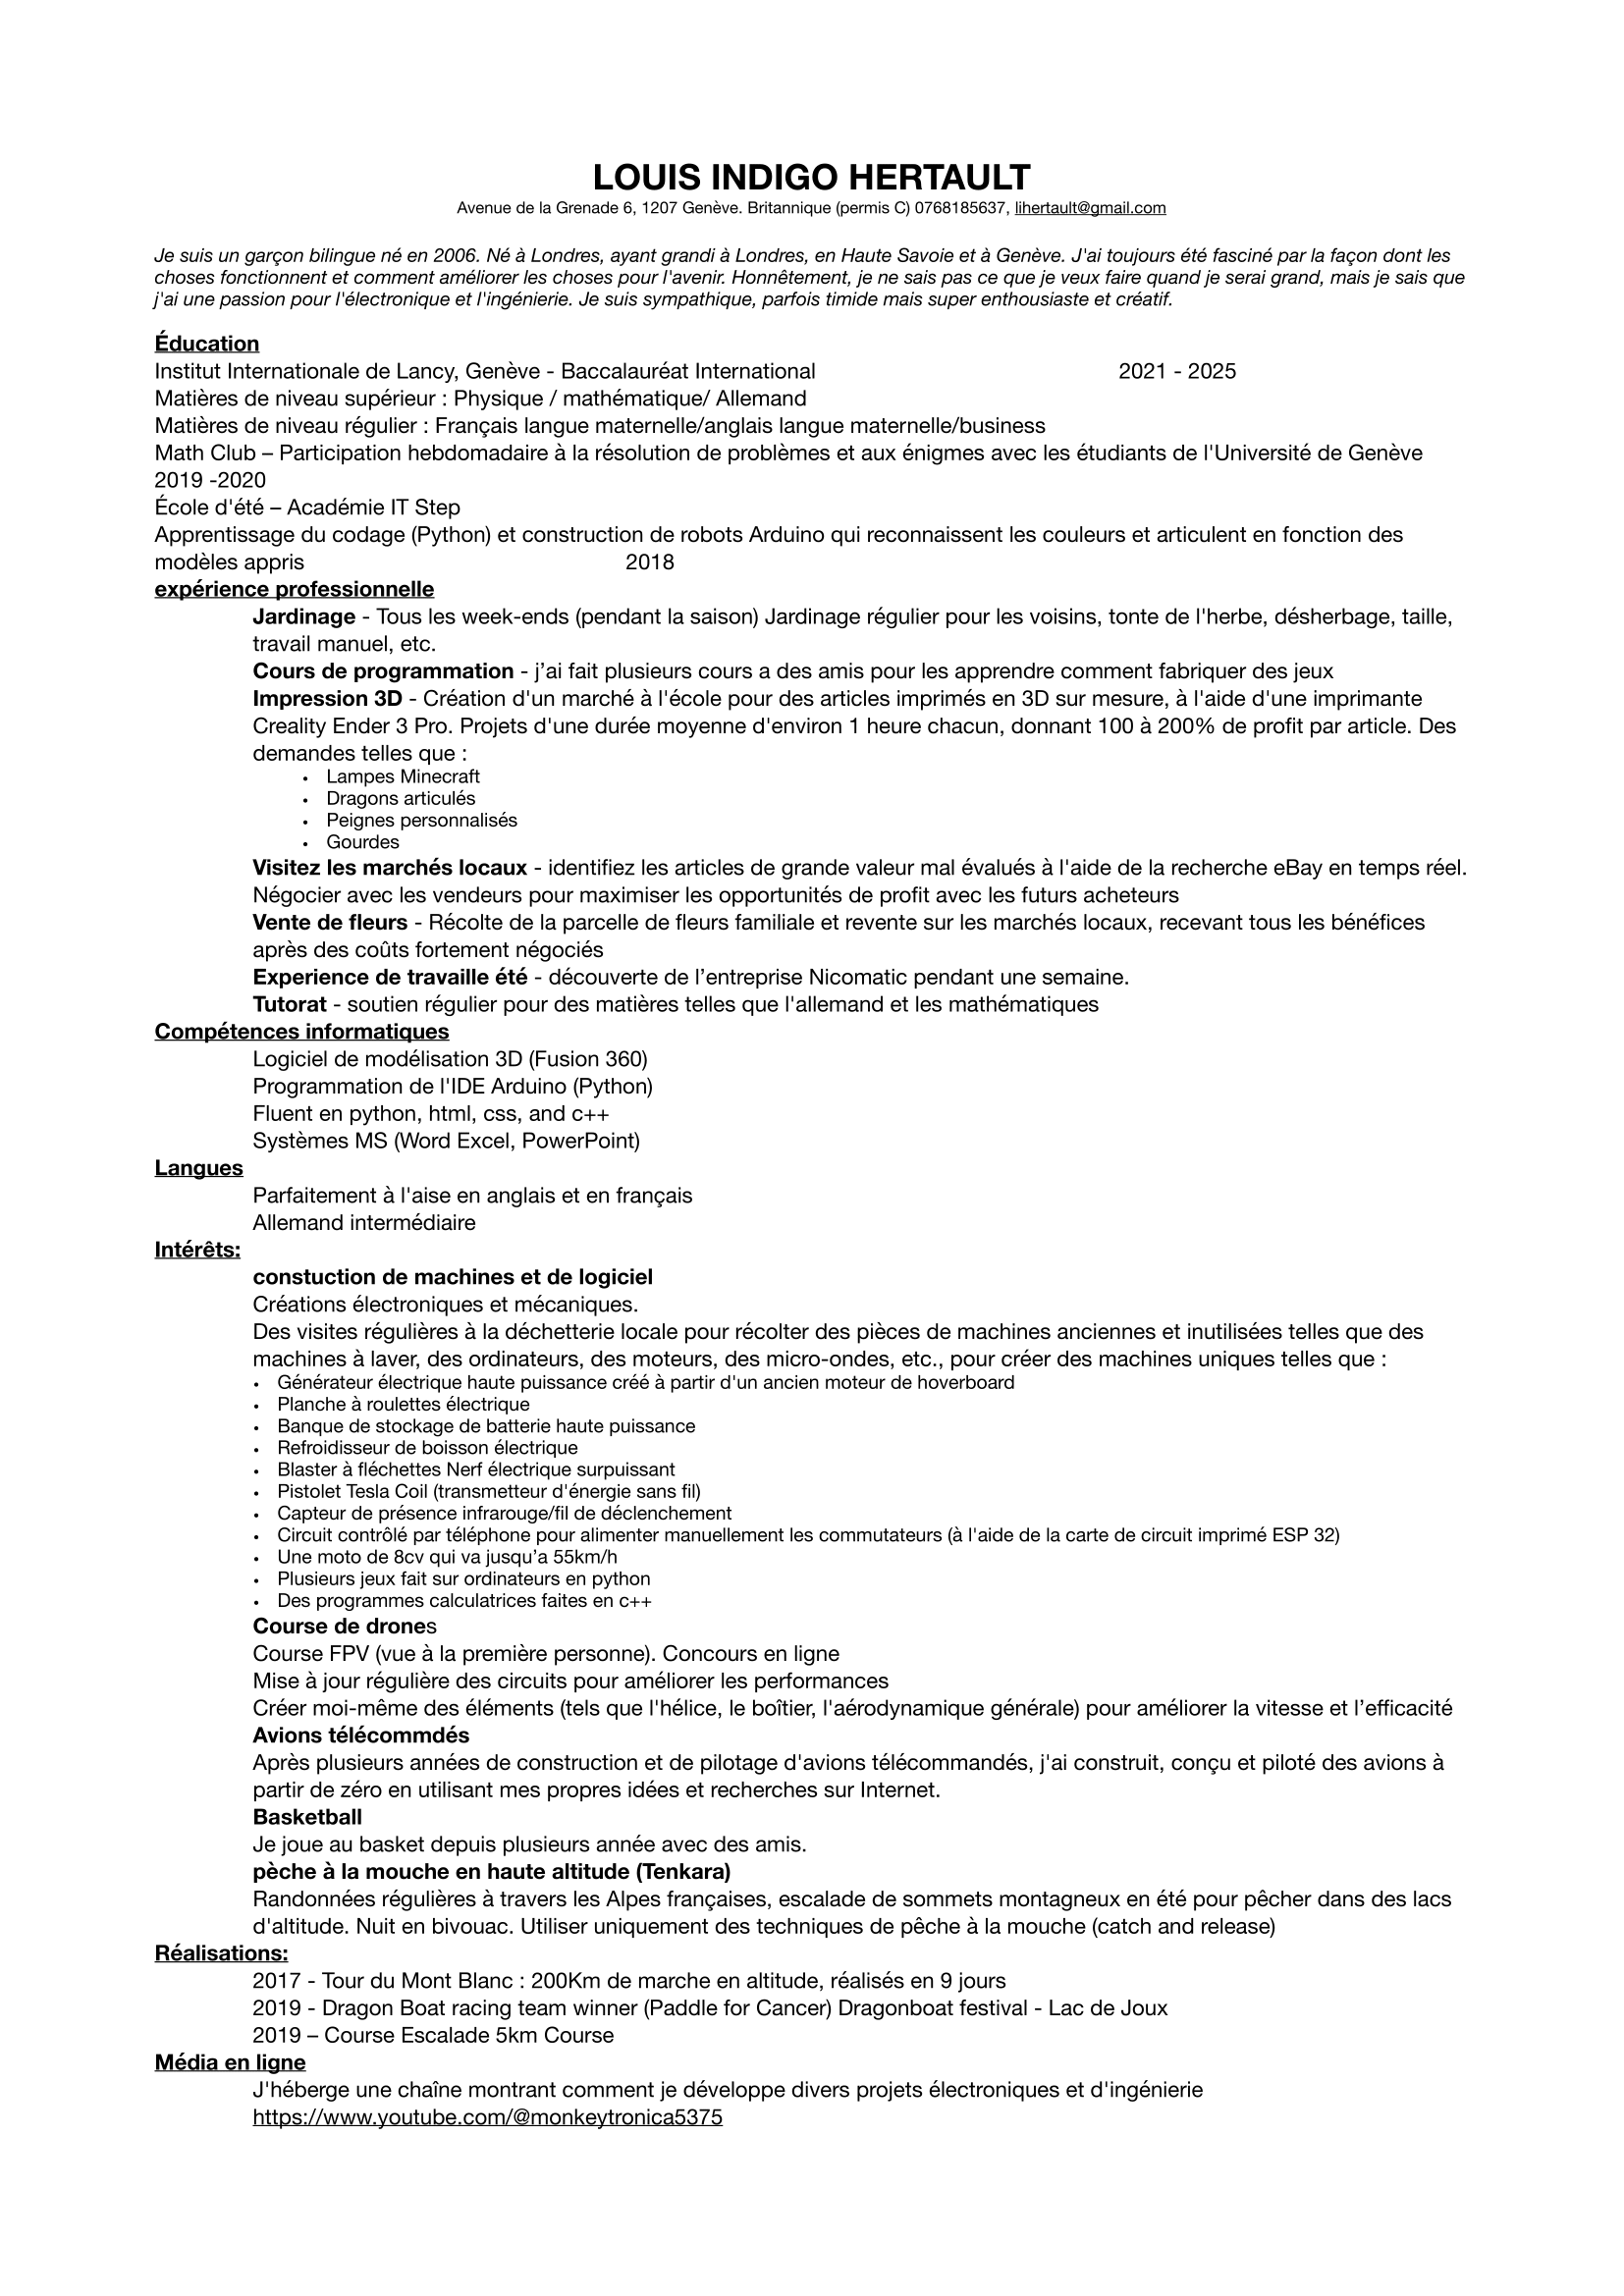 LOUIS INDIGO HERTAULT
Avenue de la Grenade 6, 1207 Genève. Britannique (permis C) 0768185637, lihertault@gmail.com
Je suis un garçon bilingue né en 2006. Né à Londres, ayant grandi à Londres, en Haute Savoie et à Genève. J'ai toujours été fasciné par la façon dont les
choses fonctionnent et comment améliorer les choses pour l'avenir. Honnêtement, je ne sais pas ce que je veux faire quand je serai grand, mais je sais que
j'ai une passion pour l'électronique et l'ingénierie. Je suis sympathique, parfois timide mais super enthousiaste et créatif.
Éducation
Institut Internationale de Lancy, Genève - Baccalauréat International 2021 - 2025
Matières de niveau supérieur : Physique / mathématique/ Allemand
Matières de niveau régulier : Français langue maternelle/anglais langue maternelle/business
Math Club – Participation hebdomadaire à la résolution de problèmes et aux énigmes avec les étudiants de l'Université de Genève
2019 -2020
École d'été – Académie IT Step
Apprentissage du codage (Python) et construction de robots Arduino qui reconnaissent les couleurs et articulent en fonction des
modèles appris 2018
expérience professionnelle
Jardinage - Tous les week-ends (pendant la saison) Jardinage régulier pour les voisins, tonte de l'herbe, désherbage, taille,
travail manuel, etc.
Cours de programmation - j’ai fait plusieurs cours a des amis pour les apprendre comment fabriquer des jeux
Impression 3D - Création d'un marché à l'école pour des articles imprimés en 3D sur mesure, à l'aide d'une imprimante
Creality Ender 3 Pro. Projets d'une durée moyenne d'environ 1 heure chacun, donnant 100 à 200% de profit par article. Des
demandes telles que :
• Lampes Minecraft
• Dragons articulés
• Peignes personnalisés
• Gourdes
Visitez les marchés locaux - identifiez les articles de grande valeur mal évalués à l'aide de la recherche eBay en temps réel.
Négocier avec les vendeurs pour maximiser les opportunités de profit avec les futurs acheteurs
Vente de fleurs - Récolte de la parcelle de fleurs familiale et revente sur les marchés locaux, recevant tous les bénéfices
après des coûts fortement négociés
Experience de travaille été - découverte de l’entreprise Nicomatic pendant une semaine.
Tutorat - soutien régulier pour des matières telles que l'allemand et les mathématiques
Compétences informatiques
Logiciel de modélisation 3D (Fusion 360)
Programmation de l'IDE Arduino (Python)
Fluent en python, html, css, and c++
Systèmes MS (Word Excel, PowerPoint)
Langues
Parfaitement à l'aise en anglais et en français
Allemand intermédiaire
Intérêts:
constuction de machines et de logiciel
Créations électroniques et mécaniques.
Des visites régulières à la déchetterie locale pour récolter des pièces de machines anciennes et inutilisées telles que des
machines à laver, des ordinateurs, des moteurs, des micro-ondes, etc., pour créer des machines uniques telles que :
• Générateur électrique haute puissance créé à partir d'un ancien moteur de hoverboard
• Planche à roulettes électrique
• Banque de stockage de batterie haute puissance
• Refroidisseur de boisson électrique
• Blaster à fléchettes Nerf électrique surpuissant
• Pistolet Tesla Coil (transmetteur d'énergie sans fil)
• Capteur de présence infrarouge/fil de déclenchement
• Circuit contrôlé par téléphone pour alimenter manuellement les commutateurs (à l'aide de la carte de circuit imprimé ESP 32)
• Une moto de 8cv qui va jusqu’a 55km/h
• Plusieurs jeux fait sur ordinateurs en python
• Des programmes calculatrices faites en c++
Course de drones
Course FPV (vue à la première personne). Concours en ligne
Mise à jour régulière des circuits pour améliorer les performances
Créer moi-même des éléments (tels que l'hélice, le boîtier, l'aérodynamique générale) pour améliorer la vitesse et l’efficacité
Avions télécommdés
Après plusieurs années de construction et de pilotage d'avions télécommandés, j'ai construit, conçu et piloté des avions à
partir de zéro en utilisant mes propres idées et recherches sur Internet.
Basketball
Je joue au basket depuis plusieurs année avec des amis.
pèche à la mouche en haute altitude (Tenkara)
Randonnées régulières à travers les Alpes françaises, escalade de sommets montagneux en été pour pêcher dans des lacs
d'altitude. Nuit en bivouac. Utiliser uniquement des techniques de pêche à la mouche (catch and release)
Réalisations:
2017 - Tour du Mont Blanc : 200Km de marche en altitude, réalisés en 9 jours
2019 - Dragon Boat racing team winner (Paddle for Cancer) Dragonboat festival - Lac de Joux
2019 – Course Escalade 5km Course
Média en ligne
J'héberge une chaîne montrant comment je développe divers projets électroniques et d'ingénierie
https://www.youtube.com/@monkeytronica5375